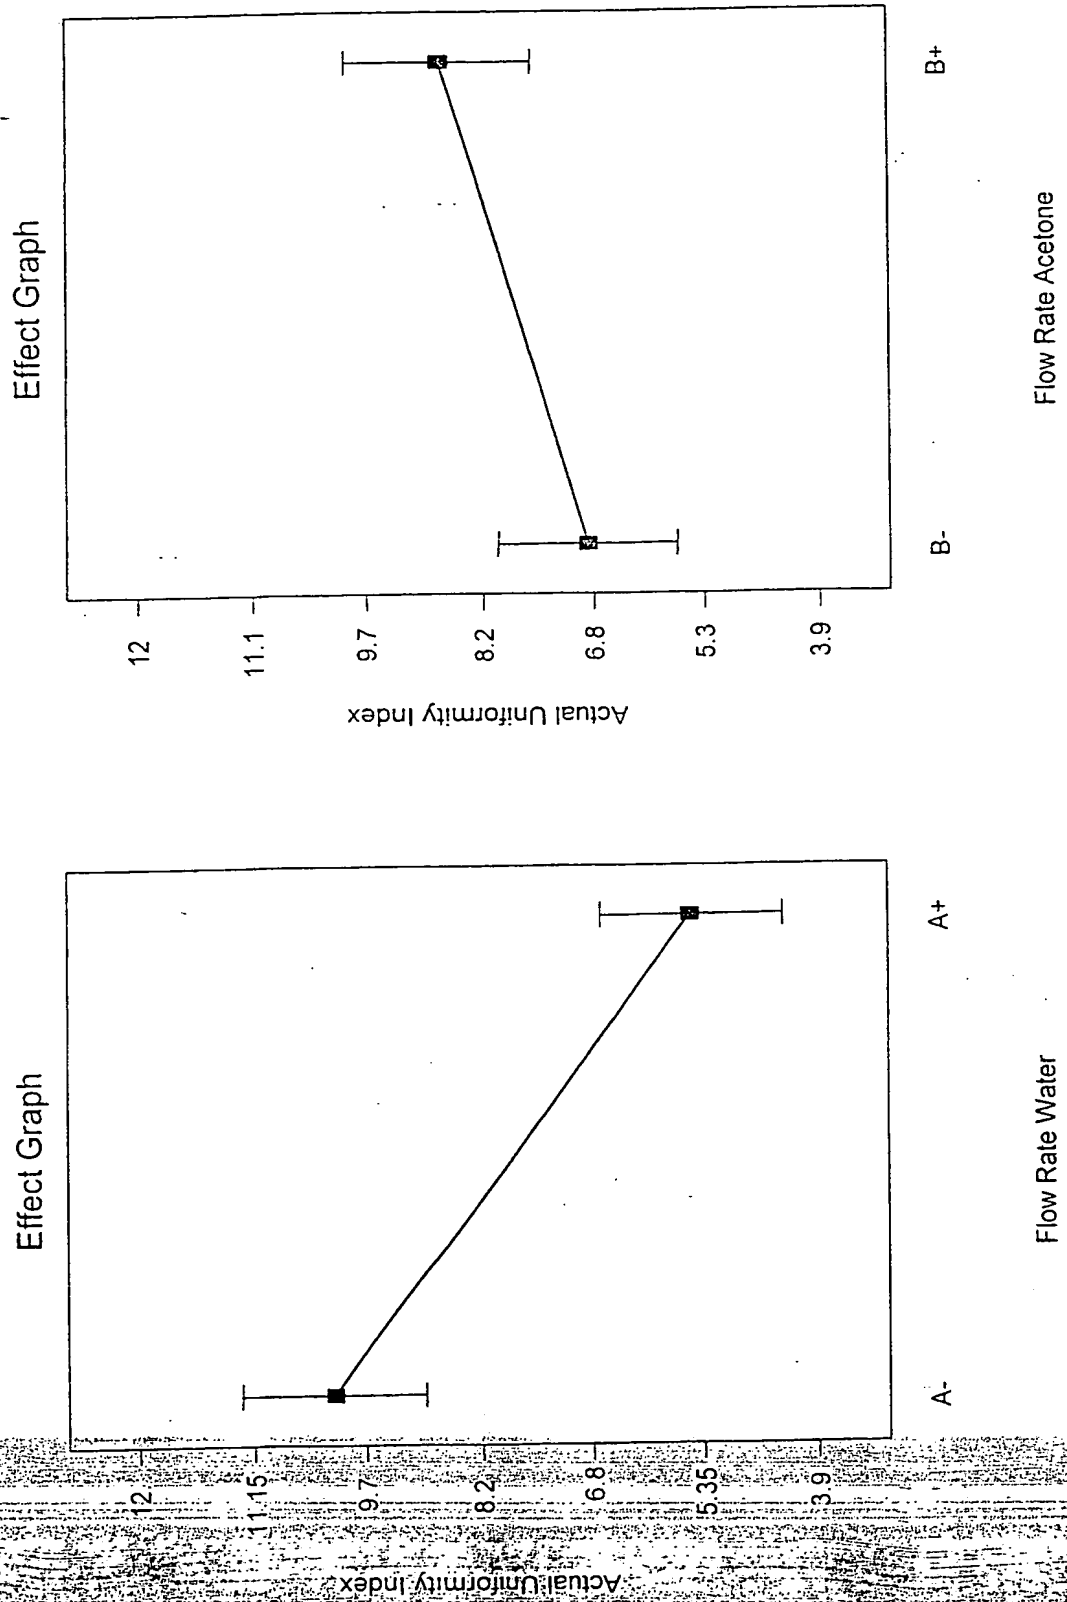 Effect Graph
Actual Uniformity Index
12
11.15
9.7
8.2
6.8
5.35
3.9
A-
A+
Flow Rate Water
Effect Graph
Actual Uniformity Index
12
11.1
9.7
8.2
6.8
5.3
3.9
B-
B+
Flow Rate Acetone